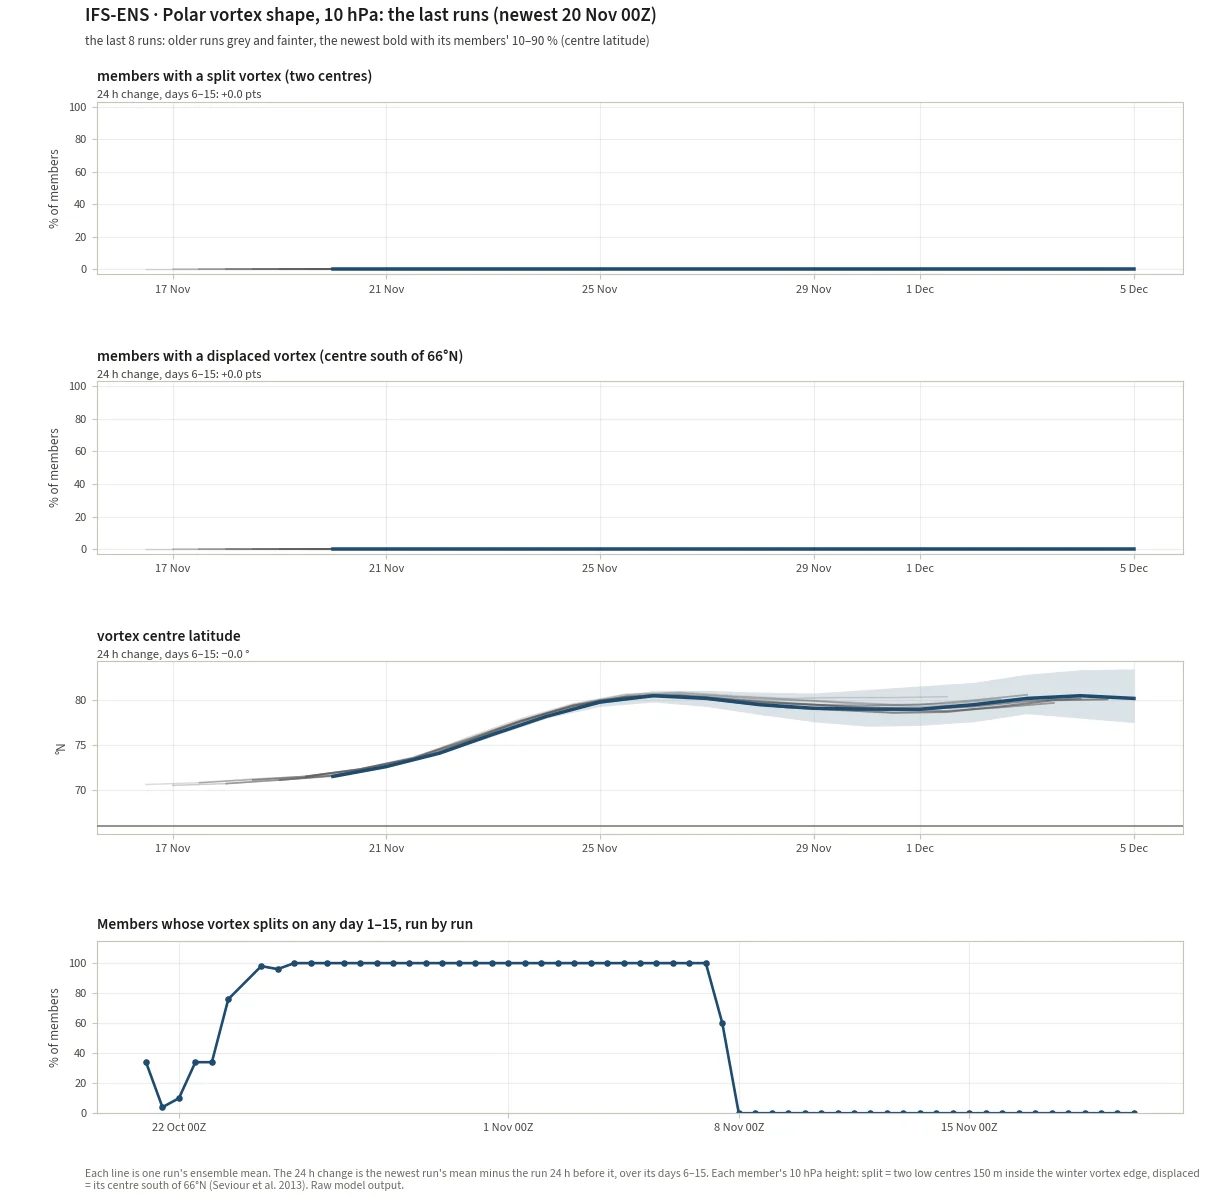 IFS-ENS · Polar vortex shape, 10 hPa: the last runs (newest 20 Nov 00Z)
the last 8 runs: older runs grey and fainter, the newest bold with its members' 10–90 % (centre latitude)
members with a split vortex (two centres)
24 h change, days 6–15: +0.0 pts
% of members
100
80
60
40
20
0
17 Nov 21 Nov 25 Nov 29 Nov 1 Dec 5 Dec
members with a displaced vortex (centre south of 66°N)
24 h change, days 6–15: +0.0 pts
% of members
100
80
60
40
20
0
17 Nov 21 Nov 25 Nov 29 Nov 1 Dec 5 Dec
vortex centre latitude
24 h change, days 6–15: −0.0 °
°N
80
75
70
17 Nov 21 Nov 25 Nov 29 Nov 1 Dec 5 Dec
Members whose vortex splits on any day 1–15, run by run
% of members
100
80
60
40
20
0
22 Oct 00Z 1 Nov 00Z 8 Nov 00Z 15 Nov 00Z
Each line is one run's ensemble mean. The 24 h change is the newest run's mean minus the run 24 h before it, over its days 6–15. Each member's 10 hPa height: split = two low centres 150 m inside the winter vortex edge, displaced
= its centre south of 66°N (Seviour et al. 2013). Raw model output.